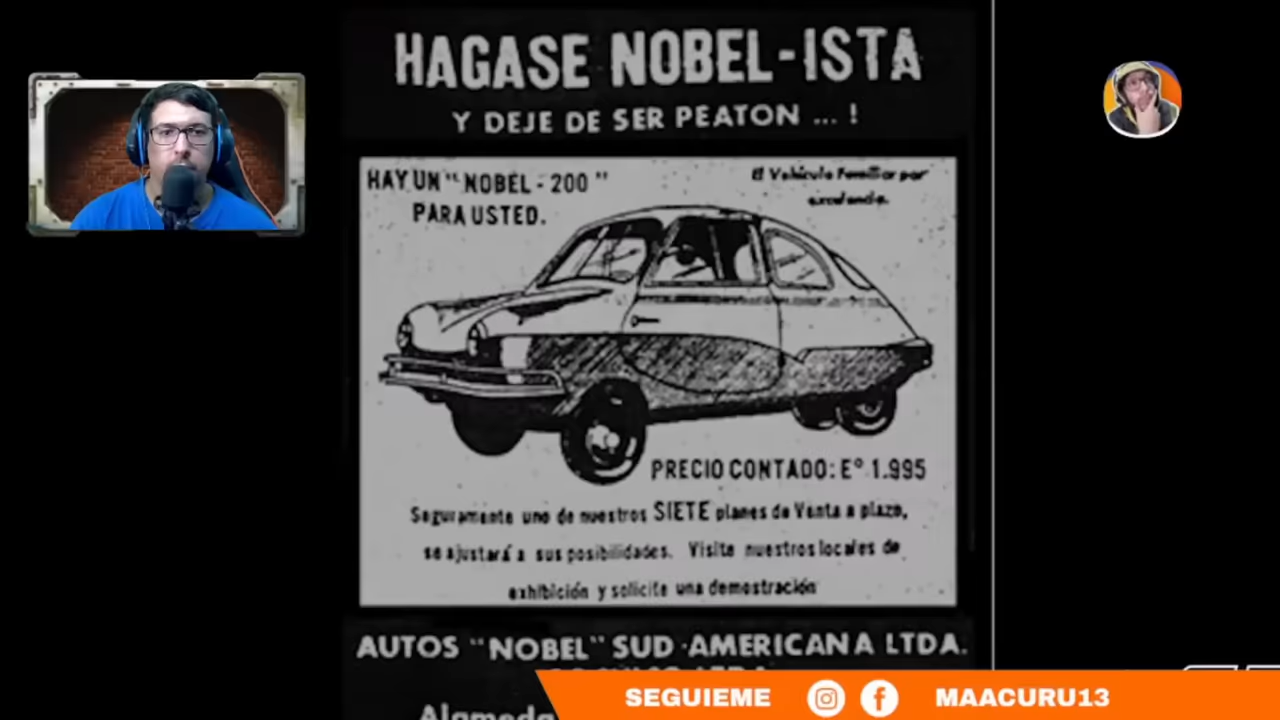 HAGASE NOBEL-ISTA
Y DEJE DE SER PEATON ... !
HAY UN "NOBEL - 200"
PARA USTED.
El Vehículo Familiar por
excelencia.
PRECIO CONTADO: Eº 1.995
Seguramente uno de nuestros SIETE planes de Venta a plazo,
se ajustará a sus posibilidades. Visite nuestros locales de
exhibición y solicite una demostración
AUTOS "NOBEL" SUD-AMERICANA LTDA.
Alameda
SEGUIEME
MAACURU13